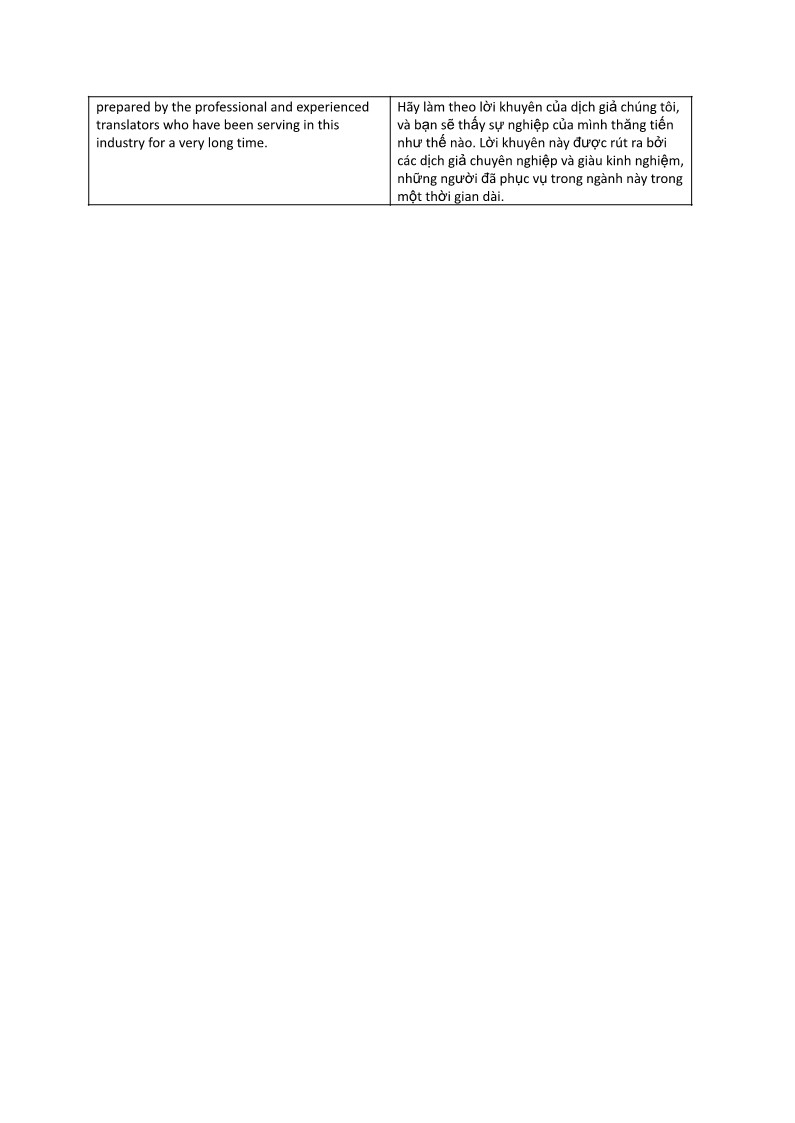 prepared by the professional and experienced
translators who have been serving in this
industry for a very long time.
Hãy làm theo lời khuyên của dịch giả chúng tôi,
và bạn sẽ thấy sự nghiệp của mình thăng tiến
như thế nào. Lời khuyên này được rút ra bởi
các dịch giả chuyên nghiệp và giàu kinh nghiệm,
những người đã phục vụ trong ngành này trong
một thời gian dài.